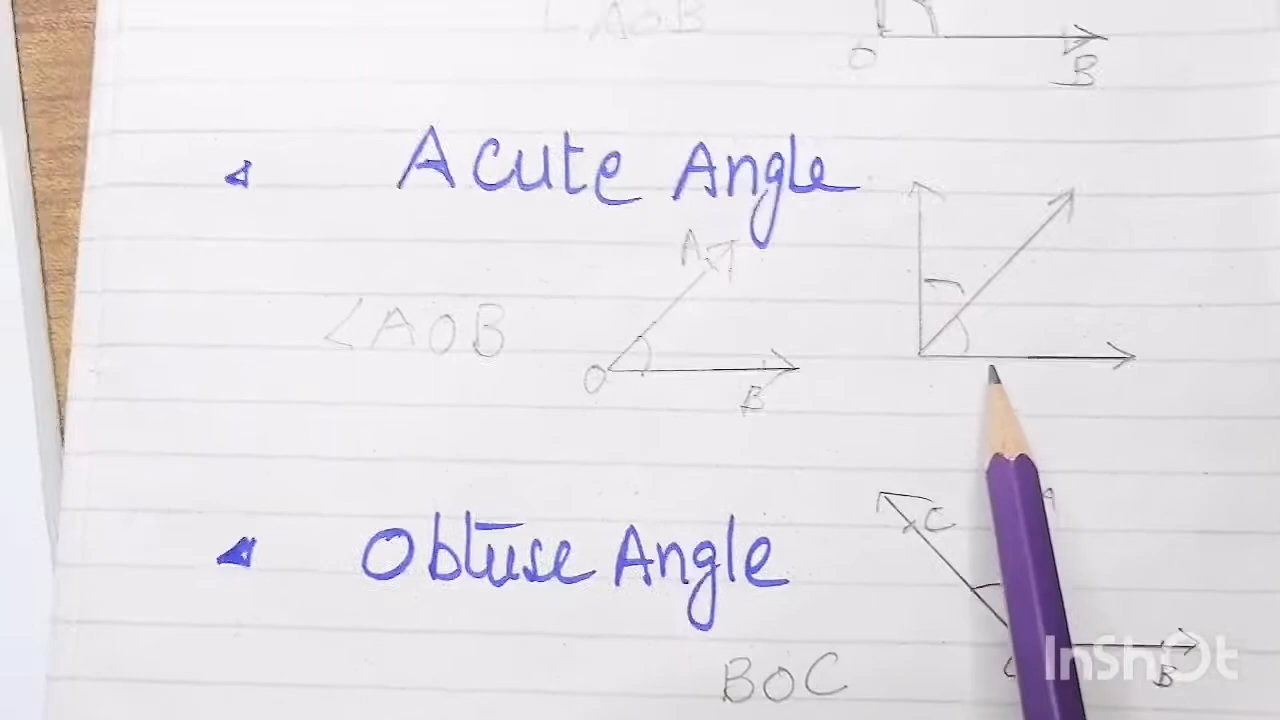 ∠AOB
O
B
Acute Angle
A
∠AOB
O
B
A
C
Obtuse Angle
BOC
B
InShOt